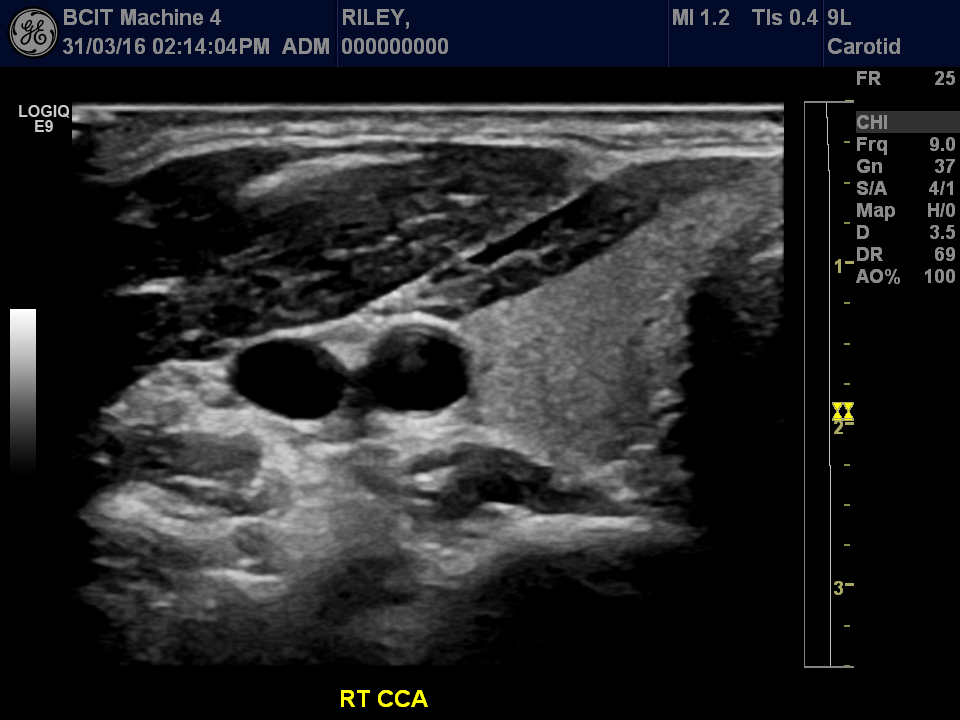 GE
BCIT Machine 4
31/03/16 02:14:04PM ADM
RILEY,
000000000
MI 1.2 TIs 0.4
9L
Carotid
LOGIQ
E9
FR 25
CHI
Frq 9.0
Gn 37
S/A 4/1
Map H/0
D 3.5
DR 69
AO% 100
1
2
3
RT CCA